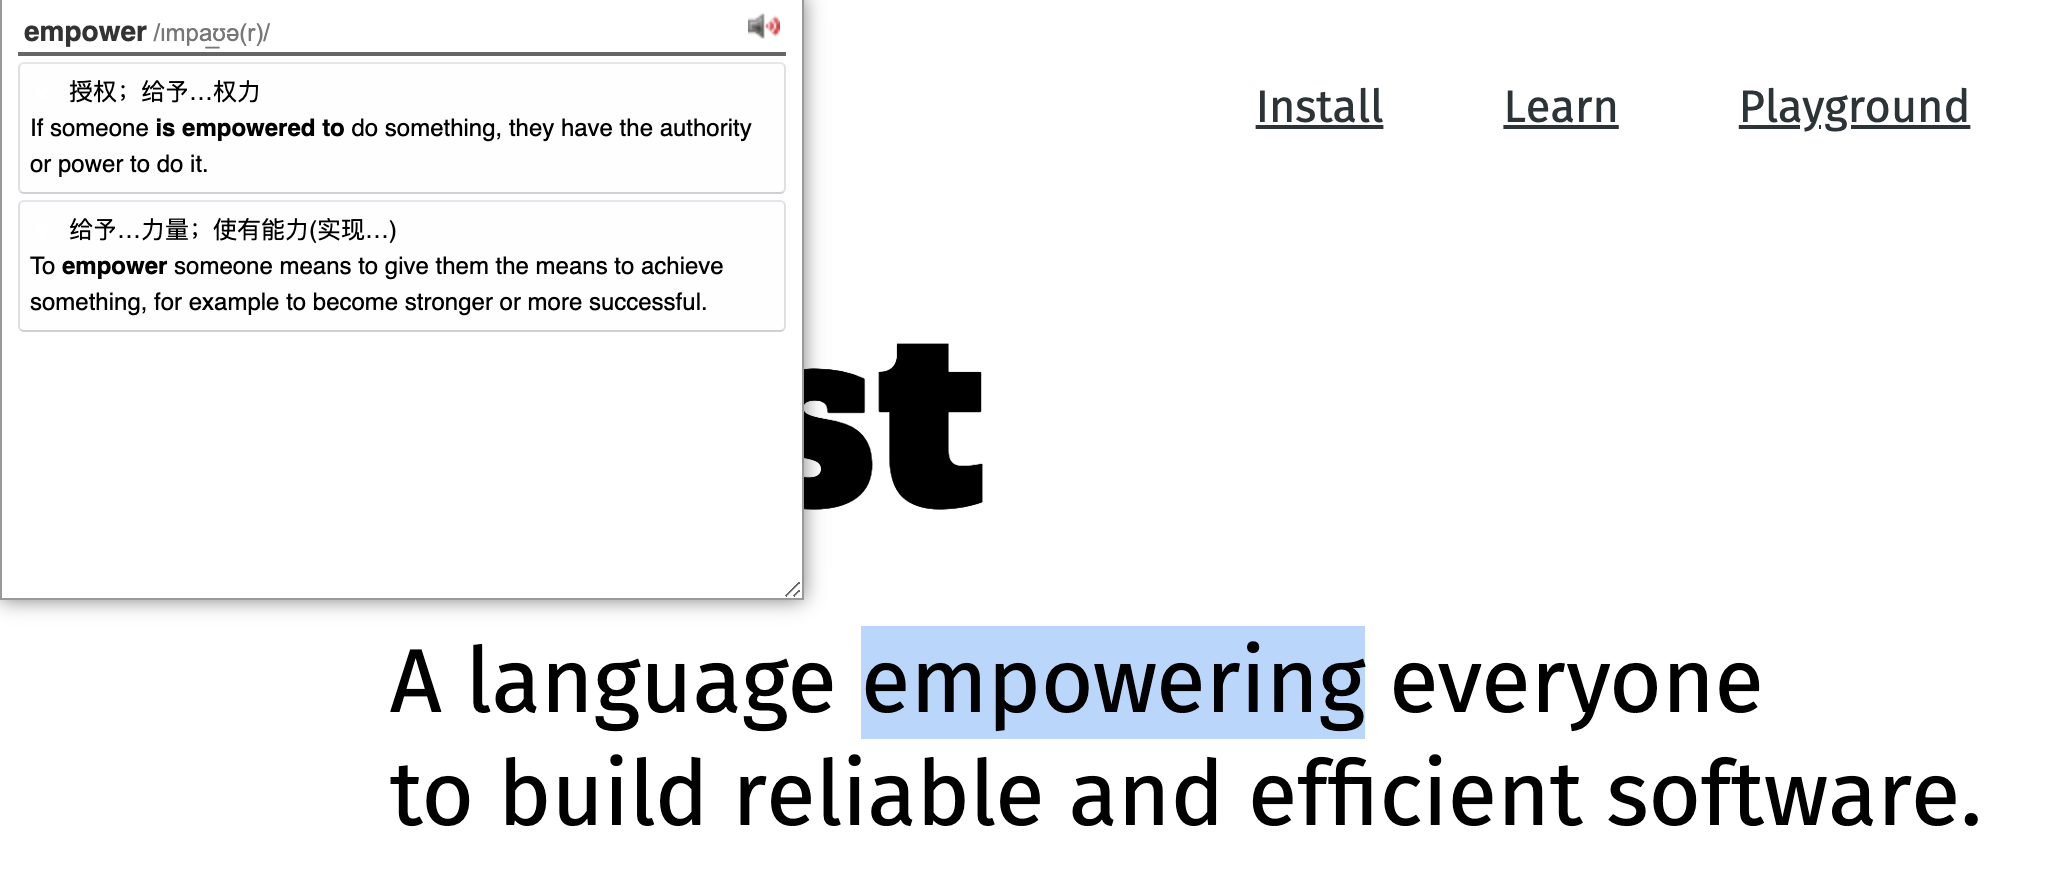 empower /ɪmpaʊə(r)/
授权；给予…权力
If someone is empowered to do something, they have the authority
or power to do it.
给予…力量；使有能力(实现…)
To empower someone means to give them the means to achieve
something, for example to become stronger or more successful.
Install Learn Playground
st
A language empowering everyone
to build reliable and efficient software.